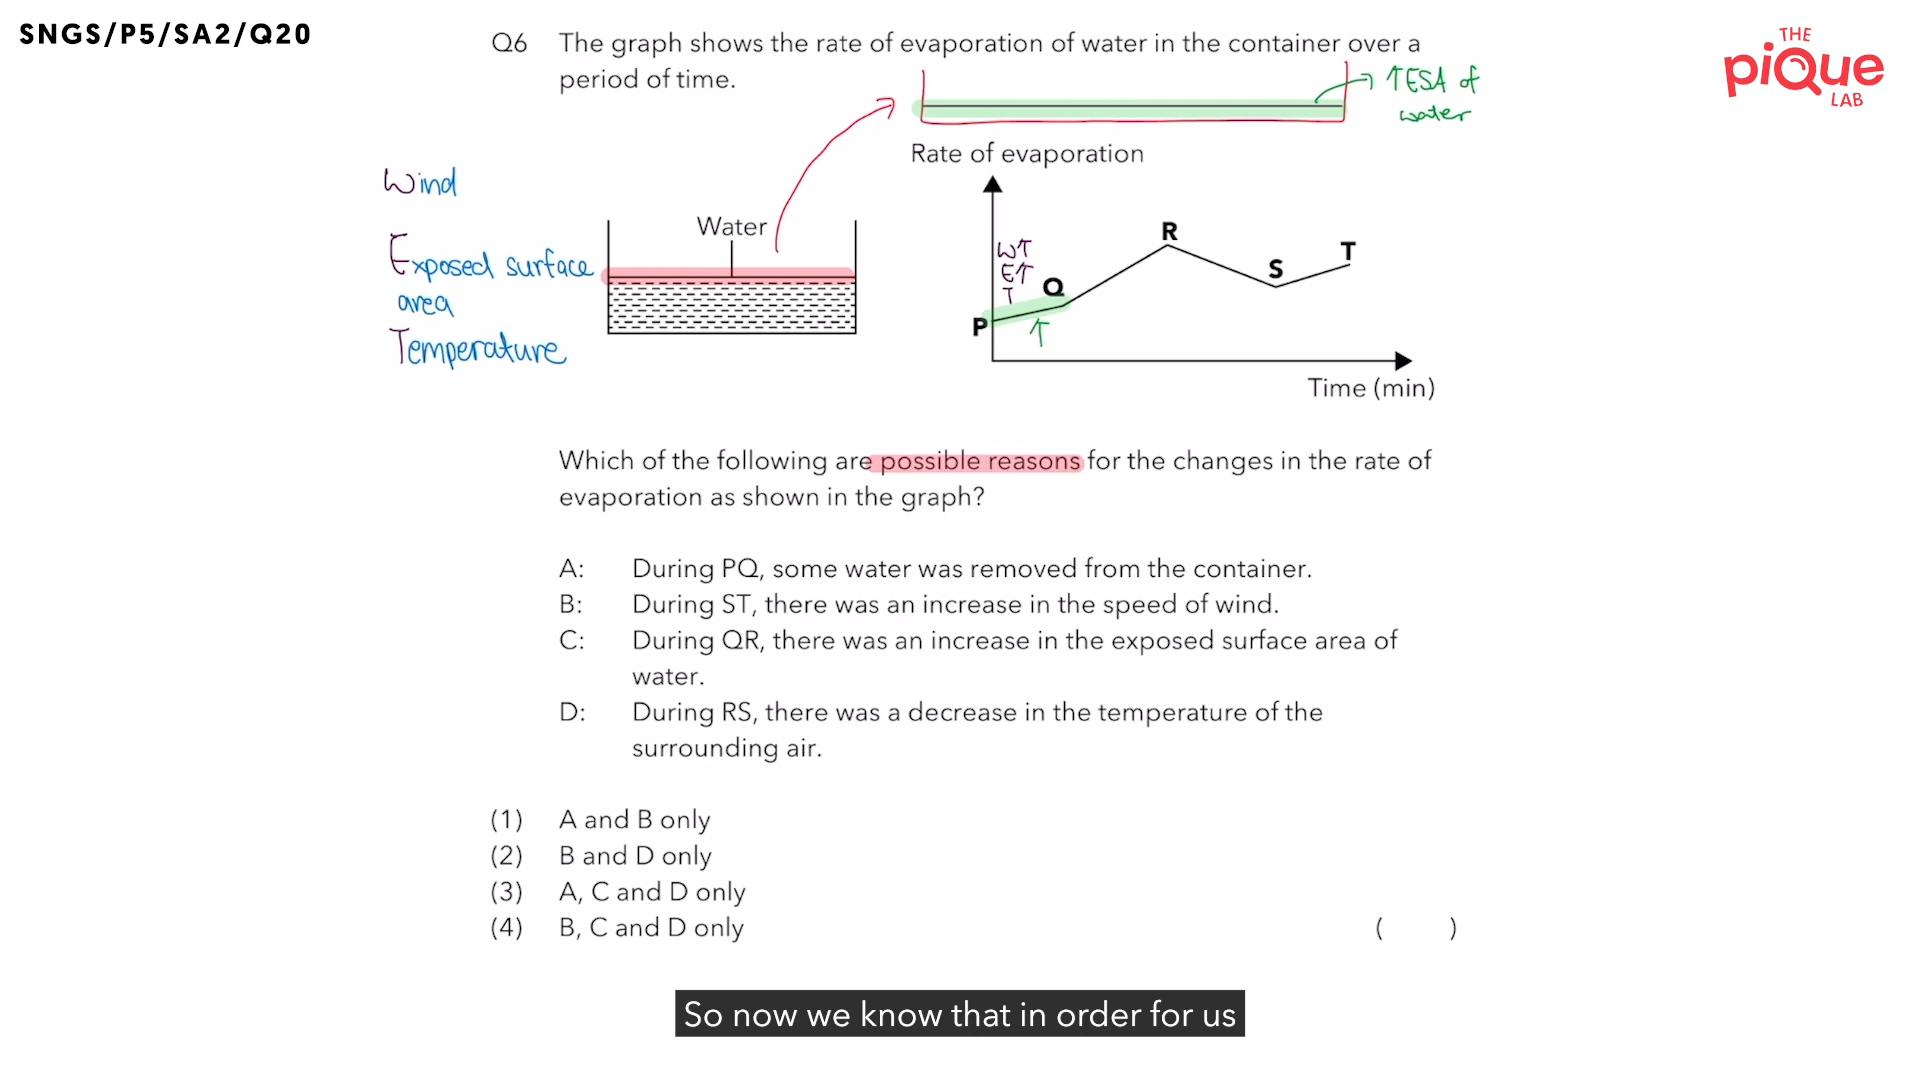 SNGS/P5/SA2/Q20
THE
piQue
LAB
Q6 The graph shows the rate of evaporation of water in the container over a
period of time.
↑ESA of
water
Rate of evaporation
Wind
Exposed surface
area
Temperature
Water
W↑
E↑
T
P
Q
R
S
T
↑
Time (min)
Which of the following are possible reasons for the changes in the rate of
evaporation as shown in the graph?
A: During PQ, some water was removed from the container.
B: During ST, there was an increase in the speed of wind.
C: During QR, there was an increase in the exposed surface area of
water.
D: During RS, there was a decrease in the temperature of the
surrounding air.
(1) A and B only
(2) B and D only
(3) A, C and D only
(4) B, C and D only ( )
So now we know that in order for us